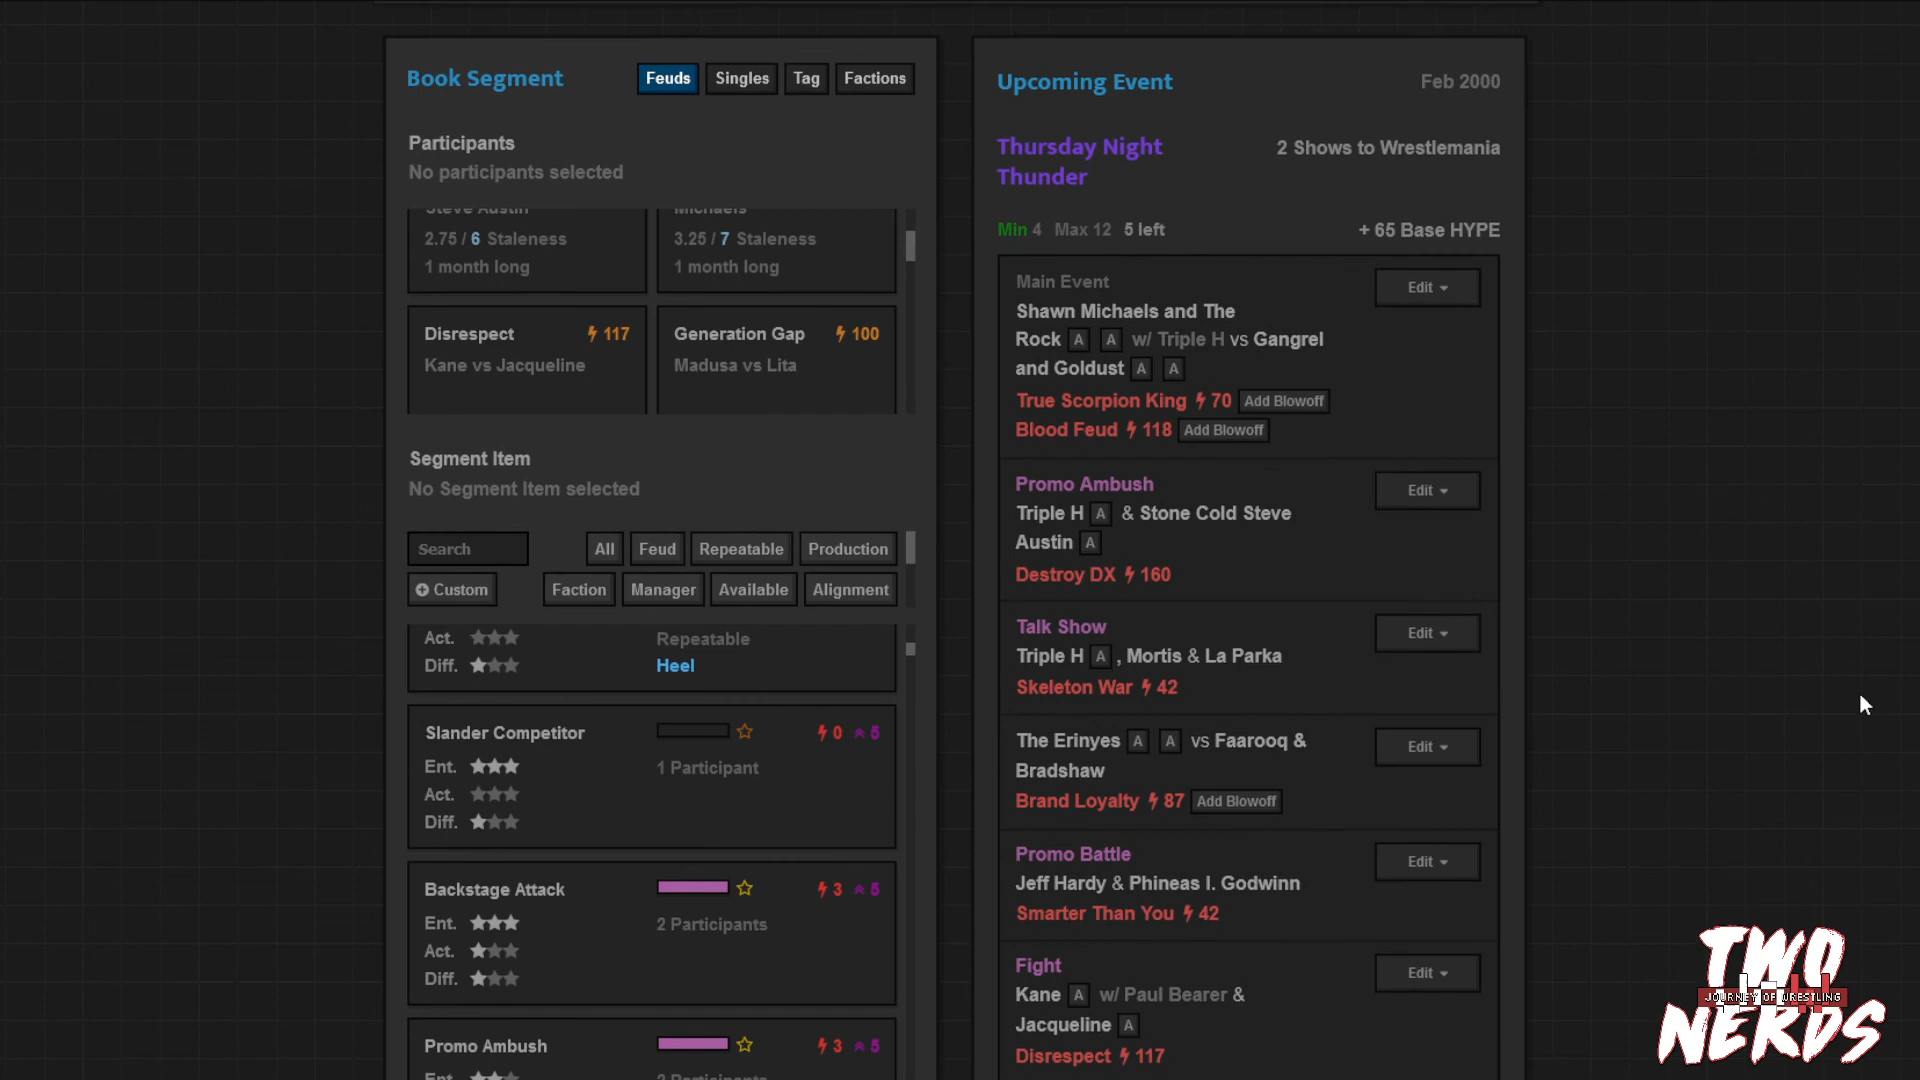 Book Segment
Feuds
Singles
Tag
Factions
Participants
No participants selected
Steve Austin
2.75 / 6 Staleness
1 month long
Michaels
3.25 / 7 Staleness
1 month long
Disrespect 117
Kane vs Jacqueline
Generation Gap 100
Madusa vs Lita
Segment Item
No Segment Item selected
Search
All
Feud
Repeatable
Production
Custom
Faction
Manager
Available
Alignment
Act.
Repeatable
Diff.
Heel
Slander Competitor 0 5
Ent.
1 Participant
Act.
Diff.
Backstage Attack 3 5
Ent.
2 Participants
Act.
Diff.
Promo Ambush 3 5
Upcoming Event
Feb 2000
Thursday Night
Thunder
2 Shows to Wrestlemania
Min 4 Max 12 5 left
+ 65 Base HYPE
Main Event
Edit
Shawn Michaels and The
Rock A A w/ Triple H vs Gangrel
and Goldust A A
True Scorpion King 70 Add Blowoff
Blood Feud 118 Add Blowoff
Promo Ambush
Edit
Triple H A & Stone Cold Steve
Austin A
Destroy DX 160
Talk Show
Edit
Triple H A , Mortis & La Parka
Skeleton War 42
The Erinyes A A vs Faarooq &
Bradshaw
Edit
Brand Loyalty 87 Add Blowoff
Promo Battle
Edit
Jeff Hardy & Phineas I. Godwinn
Smarter Than You 42
Fight
Edit
Kane A w/ Paul Bearer &
Jacqueline A
Disrespect 117
TWO
JOURNEY OF WRESTLING
NERDS